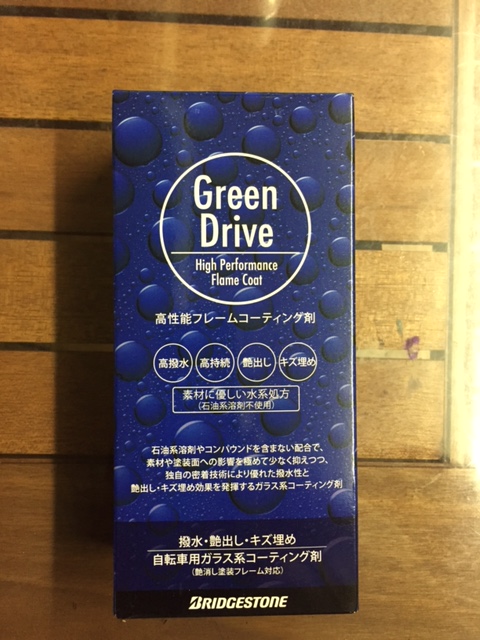 Green
Drive
High Performance
Flame Coat
高性能フレームコーティング剤
高撥水 高持続 艶出し キズ埋め
素材に優しい水系処方
(石油系溶剤不使用)
石油系溶剤やコンパウンドを含まない配合で、
素材や塗装面への影響を極めて少なく抑えつつ、
独自の密着技術により優れた撥水性と
艶出し・キズ埋め効果を発揮するガラス系コーティング剤
撥水・艶出し・キズ埋め
自転車用ガラス系コーティング剤
(艶消し塗装フレーム対応)
BRIDGESTONE